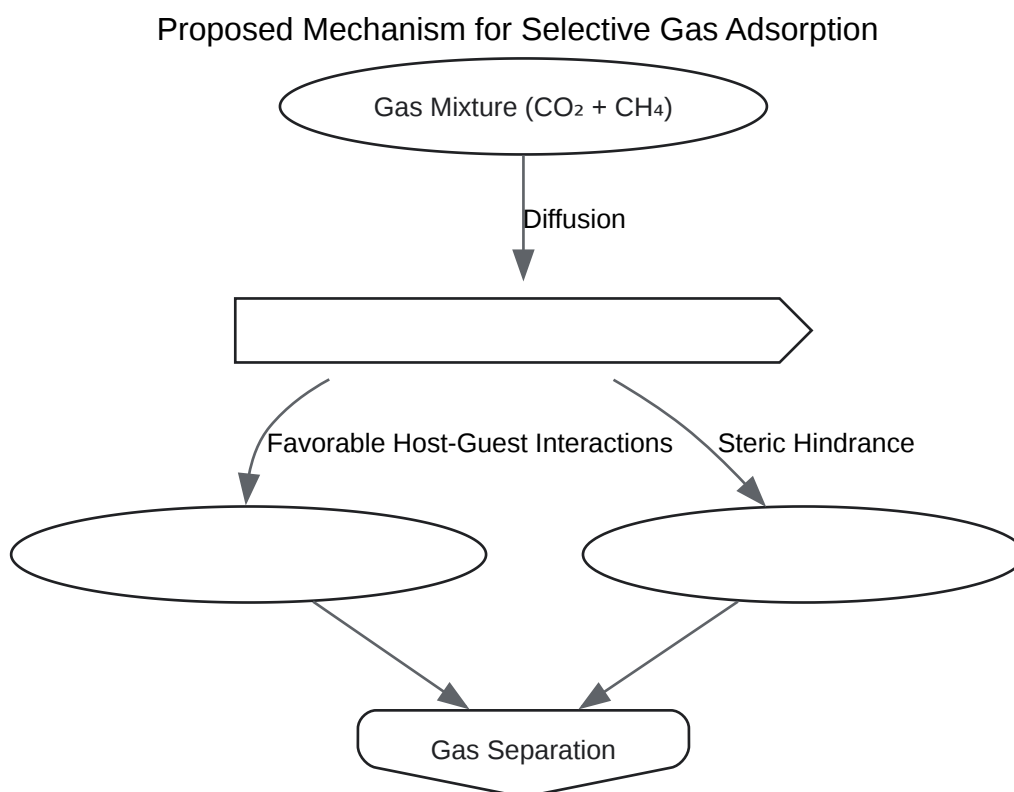 Proposed Mechanism for Selective Gas Adsorption
Gas Mixture (CO₂ + CH₄)
Diffusion
Favorable Host-Guest Interactions
Steric Hindrance
Gas Separation